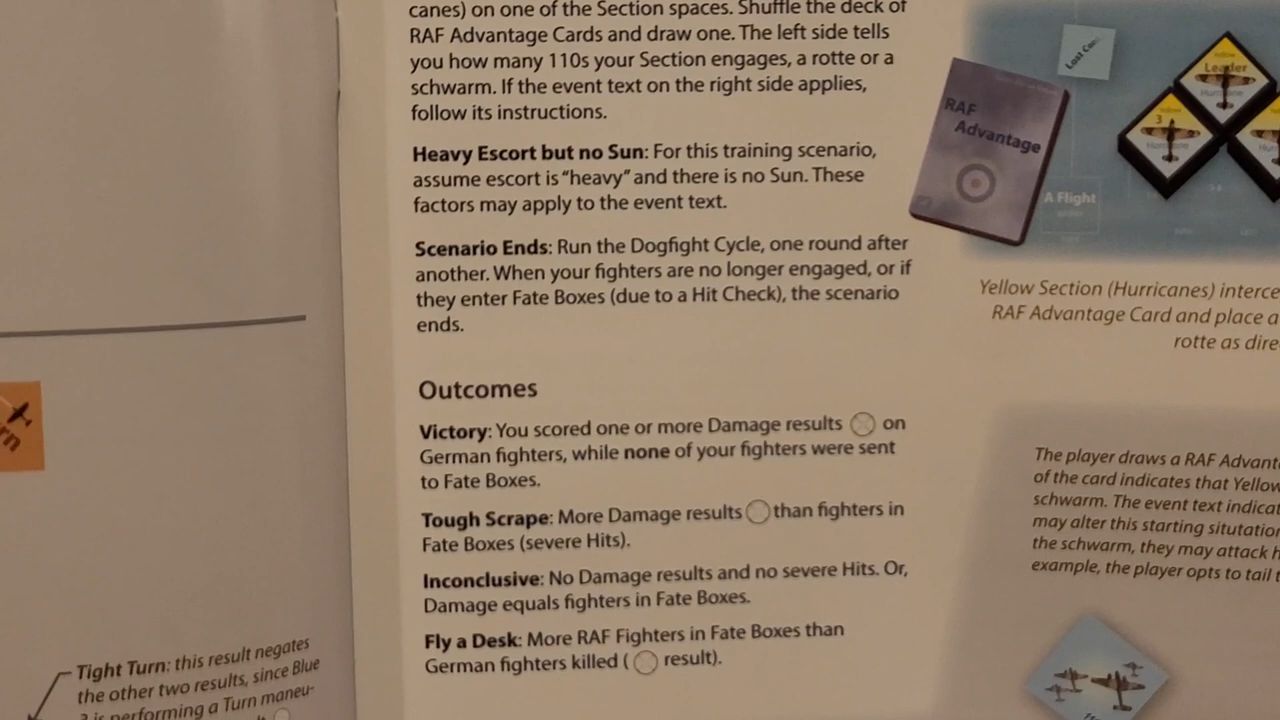 canes) on one of the Section spaces. Shuffle the deck of
RAF Advantage Cards and draw one. The left side tells
you how many 110s your Section engages, a rotte or a
schwarm. If the event text on the right side applies,
follow its instructions.
Heavy Escort but no Sun: For this training scenario,
assume escort is "heavy" and there is no Sun. These
factors may apply to the event text.
Scenario Ends: Run the Dogfight Cycle, one round after
another. When your fighters are no longer engaged, or if
they enter Fate Boxes (due to a Hit Check), the scenario
ends.
Outcomes
Victory: You scored one or more Damage results on
German fighters, while none of your fighters were sent
to Fate Boxes.
Tough Scrape: More Damage results than fighters in
Fate Boxes (severe Hits).
Inconclusive: No Damage results and no severe Hits. Or,
Damage equals fighters in Fate Boxes.
Fly a Desk: More RAF Fighters in Fate Boxes than
German fighters killed ( result).
Tight Turn: this result negates
the other two results, since Blue
is performing a Turn maneu-
RAF
Advantage
A Flight
Yellow
Leader
Hurricane
Yellow
3
Hurricane
Yellow Section (Hurricanes) interce
RAF Advantage Card and place a
rotte as dire
The player draws a RAF Advant
of the card indicates that Yellow
schwarm. The event text indicat
may alter this starting situtation
the schwarm, they may attack h
example, the player opts to tail t